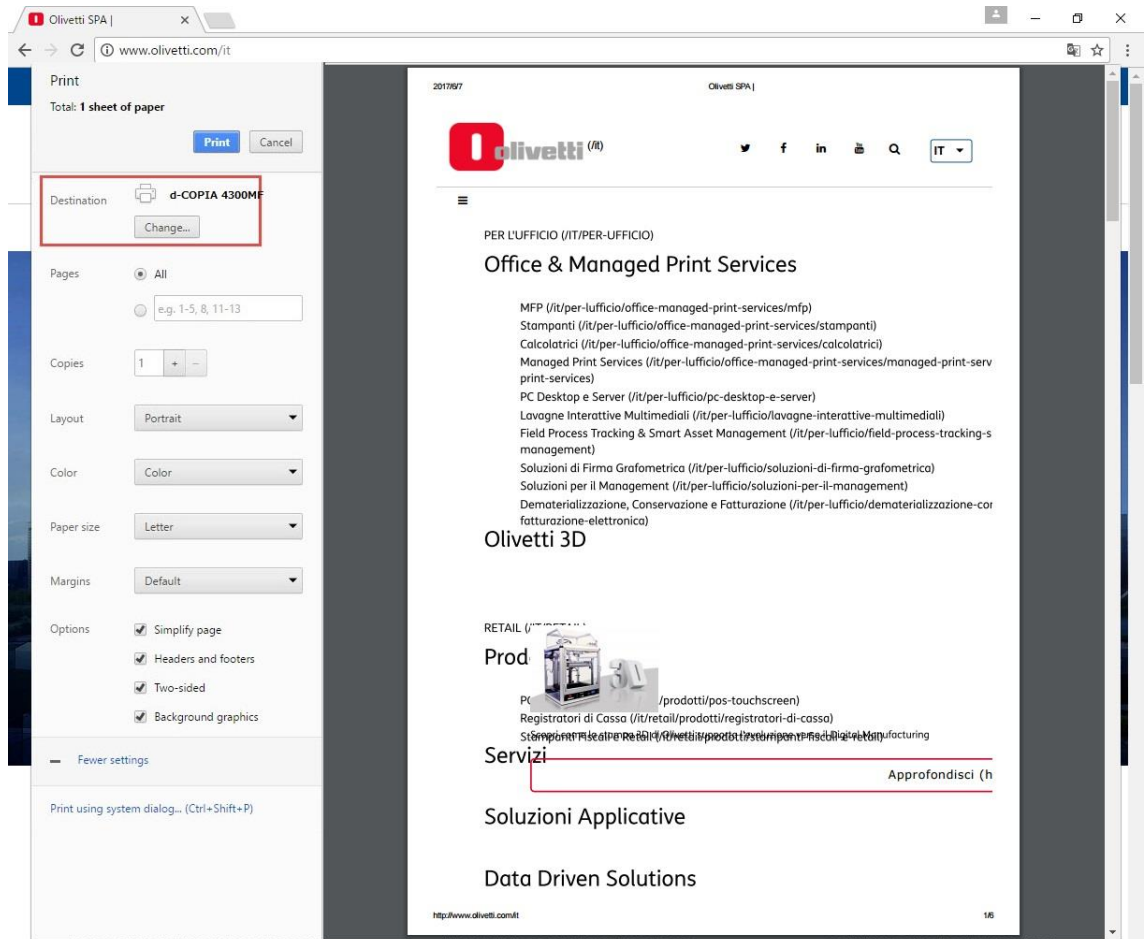 Olivetti SPA |
www.olivetti.com/it
Print
Total: 1 sheet of paper
Print Cancel
Destination d-COPIA 4300MF
Change...
Pages All
e.g. 1-5, 8, 11-13
Copies 1 + −
Layout Portrait
Color Color
Paper size Letter
Margins Default
Options Simplify page
Headers and footers
Two-sided
Background graphics
Fewer settings
Print using system dialog... (Ctrl+Shift+P)
2017/6/7 Olivetti SPA |
olivetti (/it) f in IT
PER L'UFFICIO (/IT/PER-UFFICIO)
Office & Managed Print Services
MFP (/it/per-lufficio/office-managed-print-services/mfp)
Stampanti (/it/per-lufficio/office-managed-print-services/stampanti)
Calcolatrici (/it/per-lufficio/office-managed-print-services/calcolatrici)
Managed Print Services (/it/per-lufficio/office-managed-print-services/managed-print-serv
print-services)
PC Desktop e Server (/it/per-lufficio/pc-desktop-e-server)
Lavagne Interattive Multimediali (/it/per-lufficio/lavagne-interattive-multimediali)
Field Process Tracking & Smart Asset Management (/it/per-lufficio/field-process-tracking-s
management)
Soluzioni di Firma Grafometrica (/it/per-lufficio/soluzioni-di-firma-grafometrica)
Soluzioni per il Management (/it/per-lufficio/soluzioni-per-il-management)
Dematerializzazione, Conservazione e Fatturazione (/it/per-lufficio/dematerializzazione-cor
fatturazione-elettronica)
Olivetti 3D
RETAIL
Prod
3D
/prodotti/pos-touchscreen)
Registratori di Cassa (/it/retail/prodotti/registratori-di-cassa)
Servizi
Approfondisci (h
Soluzioni Applicative
Data Driven Solutions
http://www.olivetti.com/it 1/6